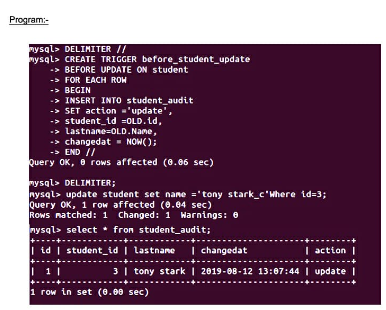 Program:-
mysql> DELIMITER //
mysql> CREATE TRIGGER before_student_update
-> BEFORE UPDATE ON student
-> FOR EACH ROW
-> BEGIN
-> INSERT INTO student_audit
-> SET action ='update',
-> student_id =OLD.id,
-> lastname=OLD.Name,
-> changedat = NOW();
-> END //
Query OK, 0 rows affected (0.06 sec)
mysql> DELIMITER;
mysql> update student set name ='tony stark_c'Where id=3;
Query OK, 1 row affected (0.04 sec)
Rows matched: 1  Changed: 1  Warnings: 0
mysql> select * from student_audit;
+----+------------+------------+---------------------+--------+
| id | student_id | lastname   | changedat           | action |
+----+------------+------------+---------------------+--------+
|  1 |          3 | tony stark | 2019-08-12 13:07:44 | update |
+----+------------+------------+---------------------+--------+
1 row in set (0.00 sec)